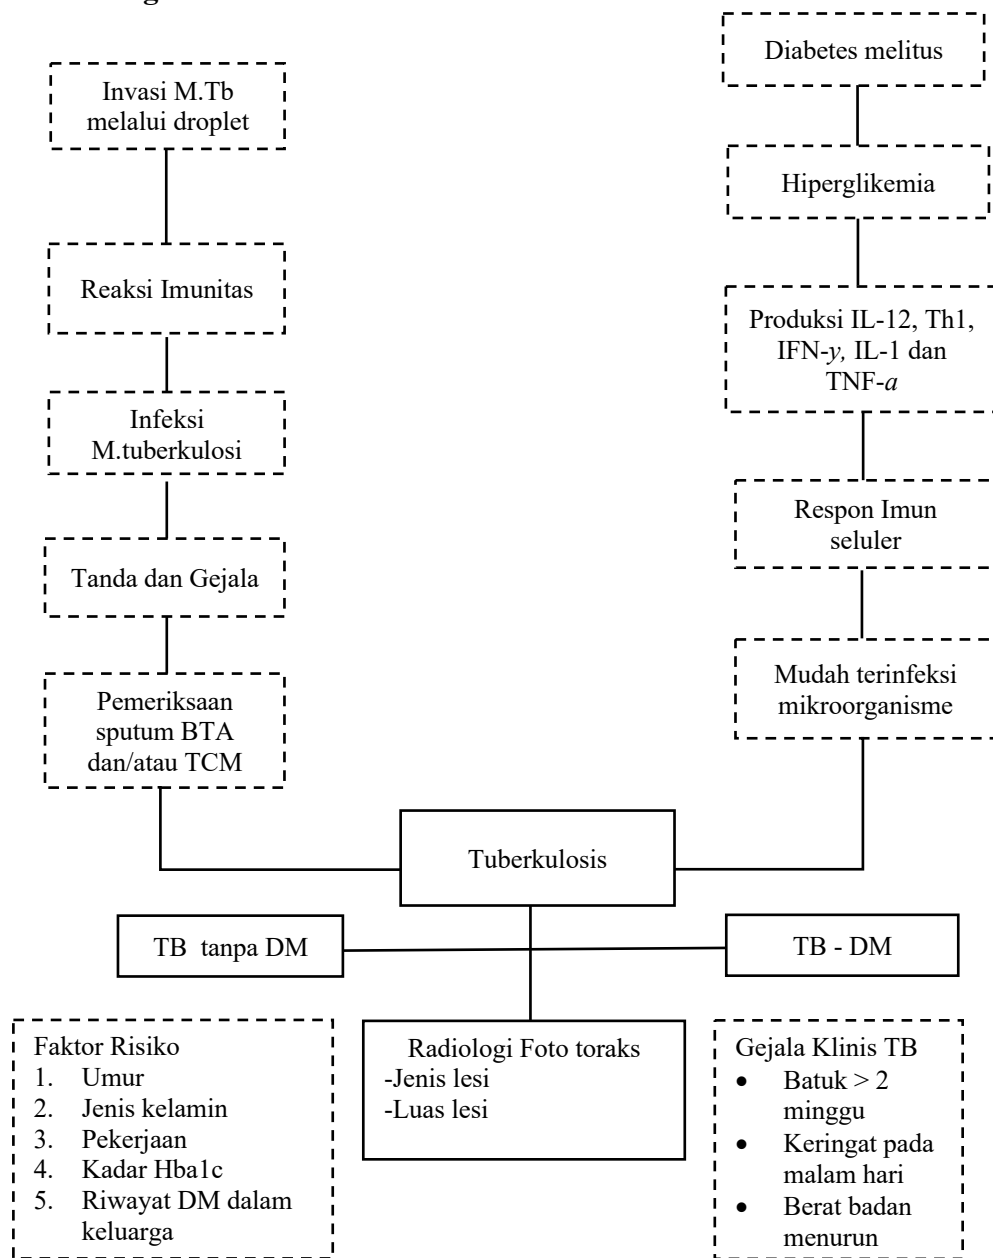 Invasi M.Tb
melalui droplet
Reaksi Imunitas
Infeksi
M.tuberkulosi
Tanda dan Gejala
Pemeriksaan
sputum BTA
dan/atau TCM
Diabetes melitus
Hiperglikemia
Produksi IL-12, Th1,
IFN-y, IL-1 dan
TNF-a
Respon Imun
seluler
Mudah terinfeksi
mikroorganisme
Tuberkulosis
TB tanpa DM
TB - DM
Faktor Risiko
1. Umur
2. Jenis kelamin
3. Pekerjaan
4. Kadar Hba1c
5. Riwayat DM dalam
keluarga
Radiologi Foto toraks
-Jenis lesi
-Luas lesi
Gejala Klinis TB
• Batuk > 2
minggu
• Keringat pada
malam hari
• Berat badan
menurun